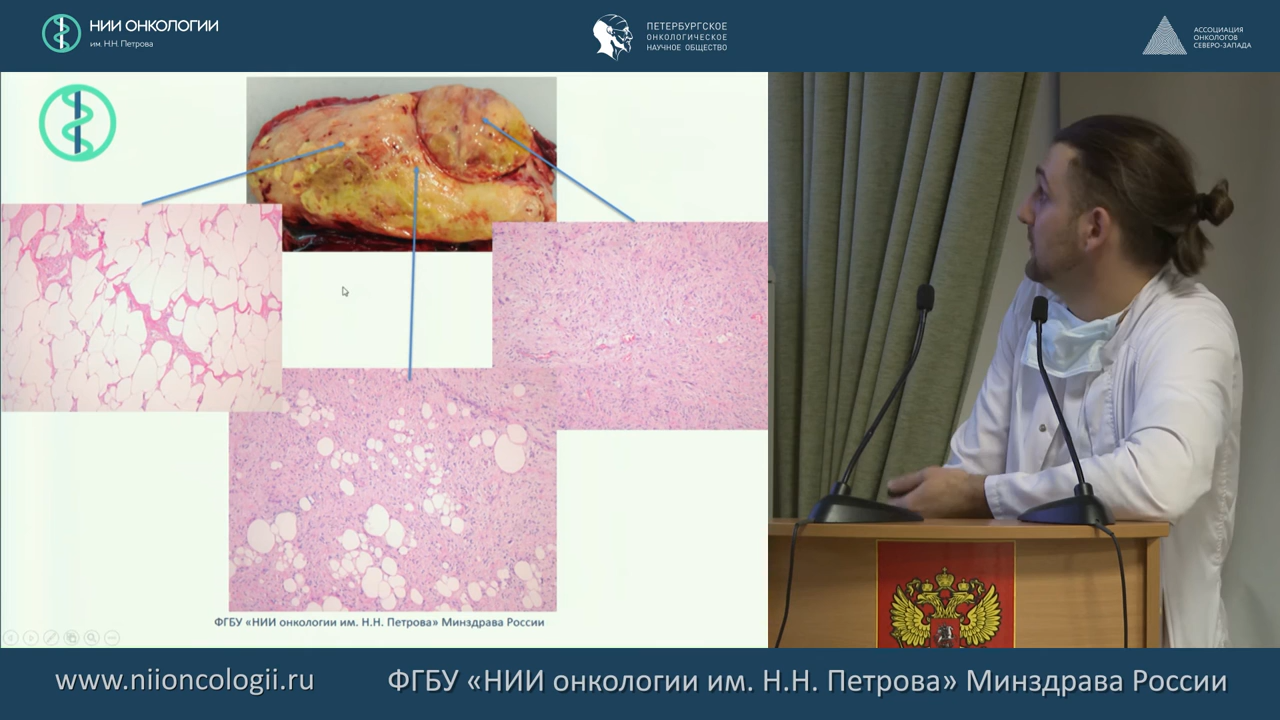 НИИ ОНКОЛОГИИ
им. Н.Н. Петрова
ПЕТЕРБУРГСКОЕ
ОНКОЛОГИЧЕСКОЕ
НАУЧНОЕ ОБЩЕСТВО
АССОЦИАЦИЯ
ОНКОЛОГОВ
СЕВЕРО-ЗАПАДА
ФГБУ «НИИ онкологии им. Н.Н. Петрова» Минздрава России
www.niioncologii.ru
ФГБУ «НИИ онкологии им. Н.Н. Петрова» Минздрава России